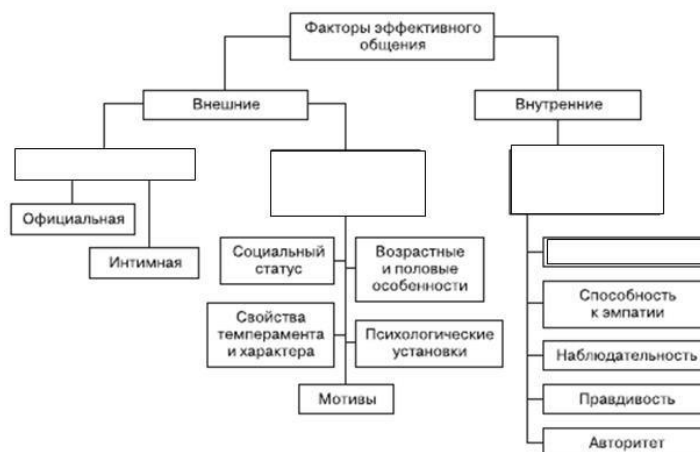 Факторы эффективного
общения
Внешние
Внутренние
Официальная
Интимная
Социальный
статус
Возрастные
и половые
особенности
Свойства
темперамента
и характера
Психологические
установки
Мотивы
Способность
к эмпатии
Наблюдательность
Правдивость
Авторитет